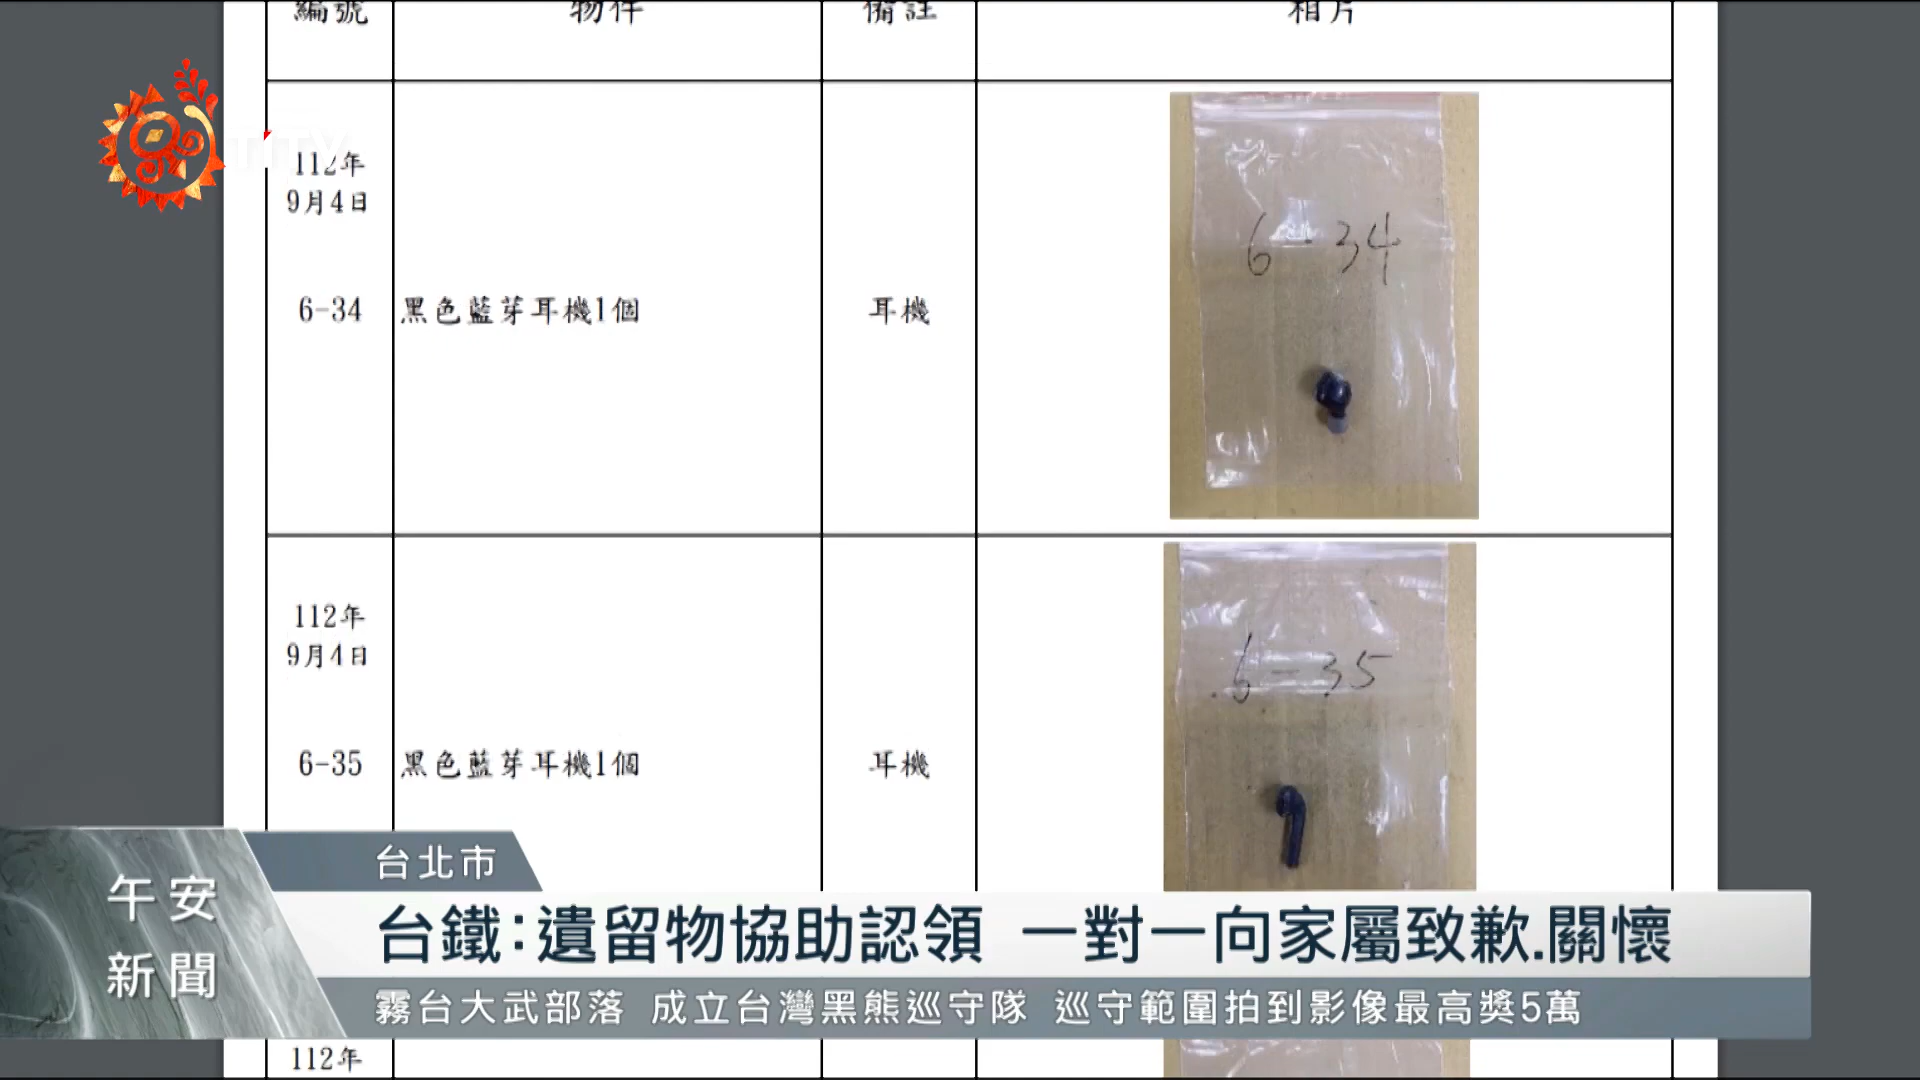 編號 物件 備註 相片
TITV
112年
9月4日
6-34 黑色藍芽耳機1個 耳機
6-34
112年
9月4日
6-35 黑色藍芽耳機1個 耳機
6-35
台北市
午安
新聞
台鐵:遺留物協助認領 一對一向家屬致歉.關懷
霧台大武部落 成立台灣黑熊巡守隊 巡守範圍拍到影像最高獎5萬
112年